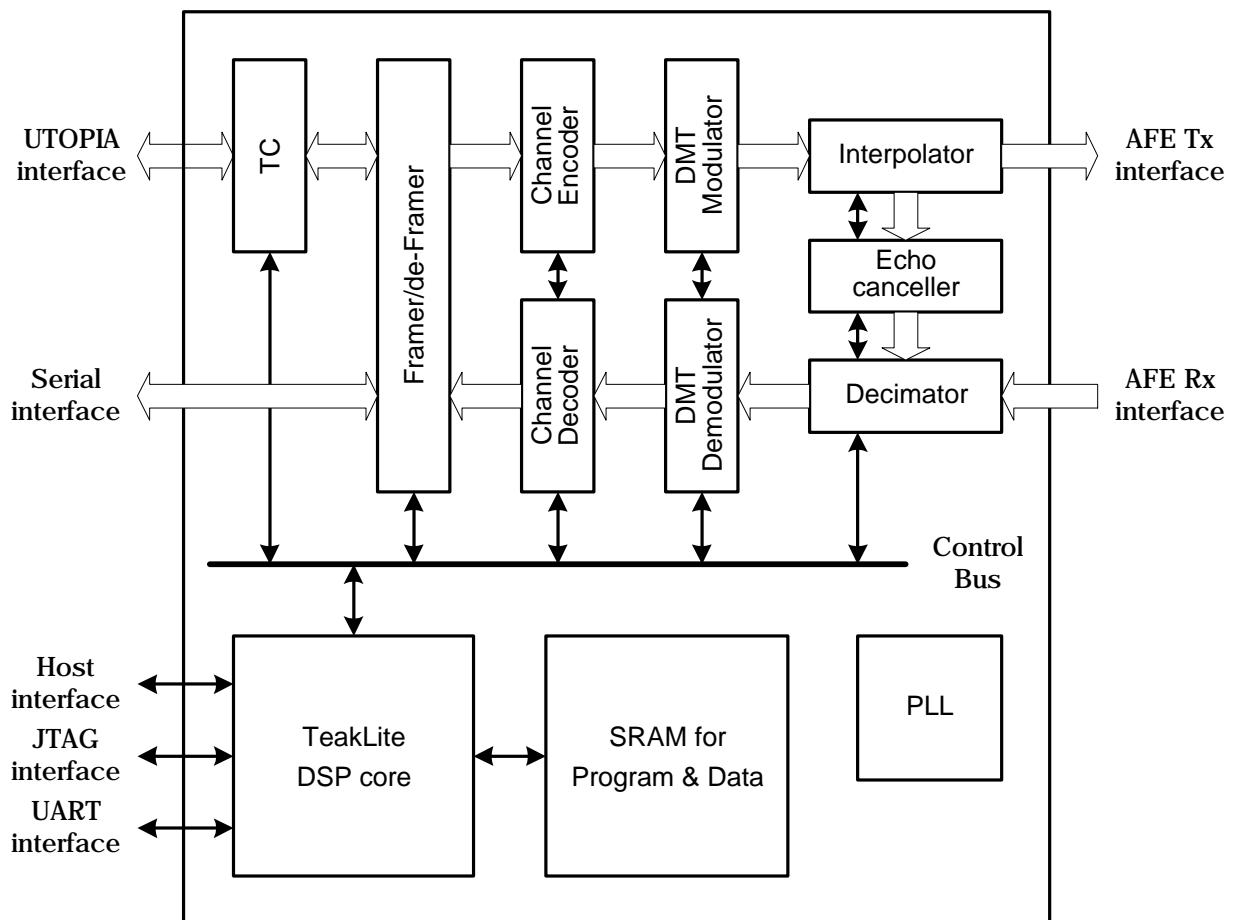 UTOPIA
interface
TC
Framer/de-Framer
Channel
Encoder
DMT
Modulator
Interpolator
AFE Tx
interface
Echo
canceller
Serial
interface
Channel
Decoder
DMT
Demodulator
Decimator
AFE Rx
interface
Control
Bus
Host
interface
JTAG
interface
UART
interface
TeakLite
DSP core
SRAM for
Program & Data
PLL